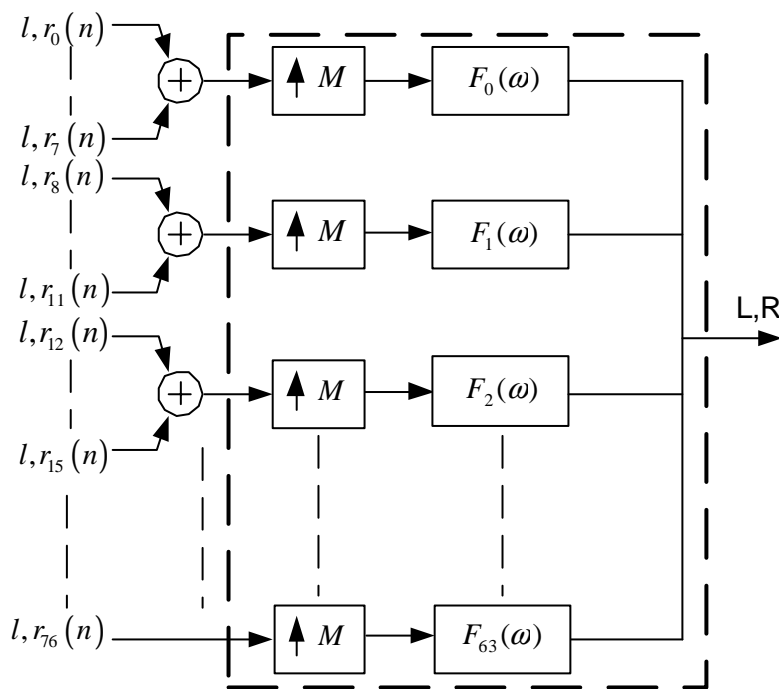 l, r₀(n)
+
↑ M
F₀(ω)
l, r₇(n)
l, r₈(n)
+
↑ M
F₁(ω)
l, r₁₁(n)
L,R
l, r₁₂(n)
+
↑ M
F₂(ω)
l, r₁₅(n)
l, r₇₆(n)
↑ M
F₆₃(ω)